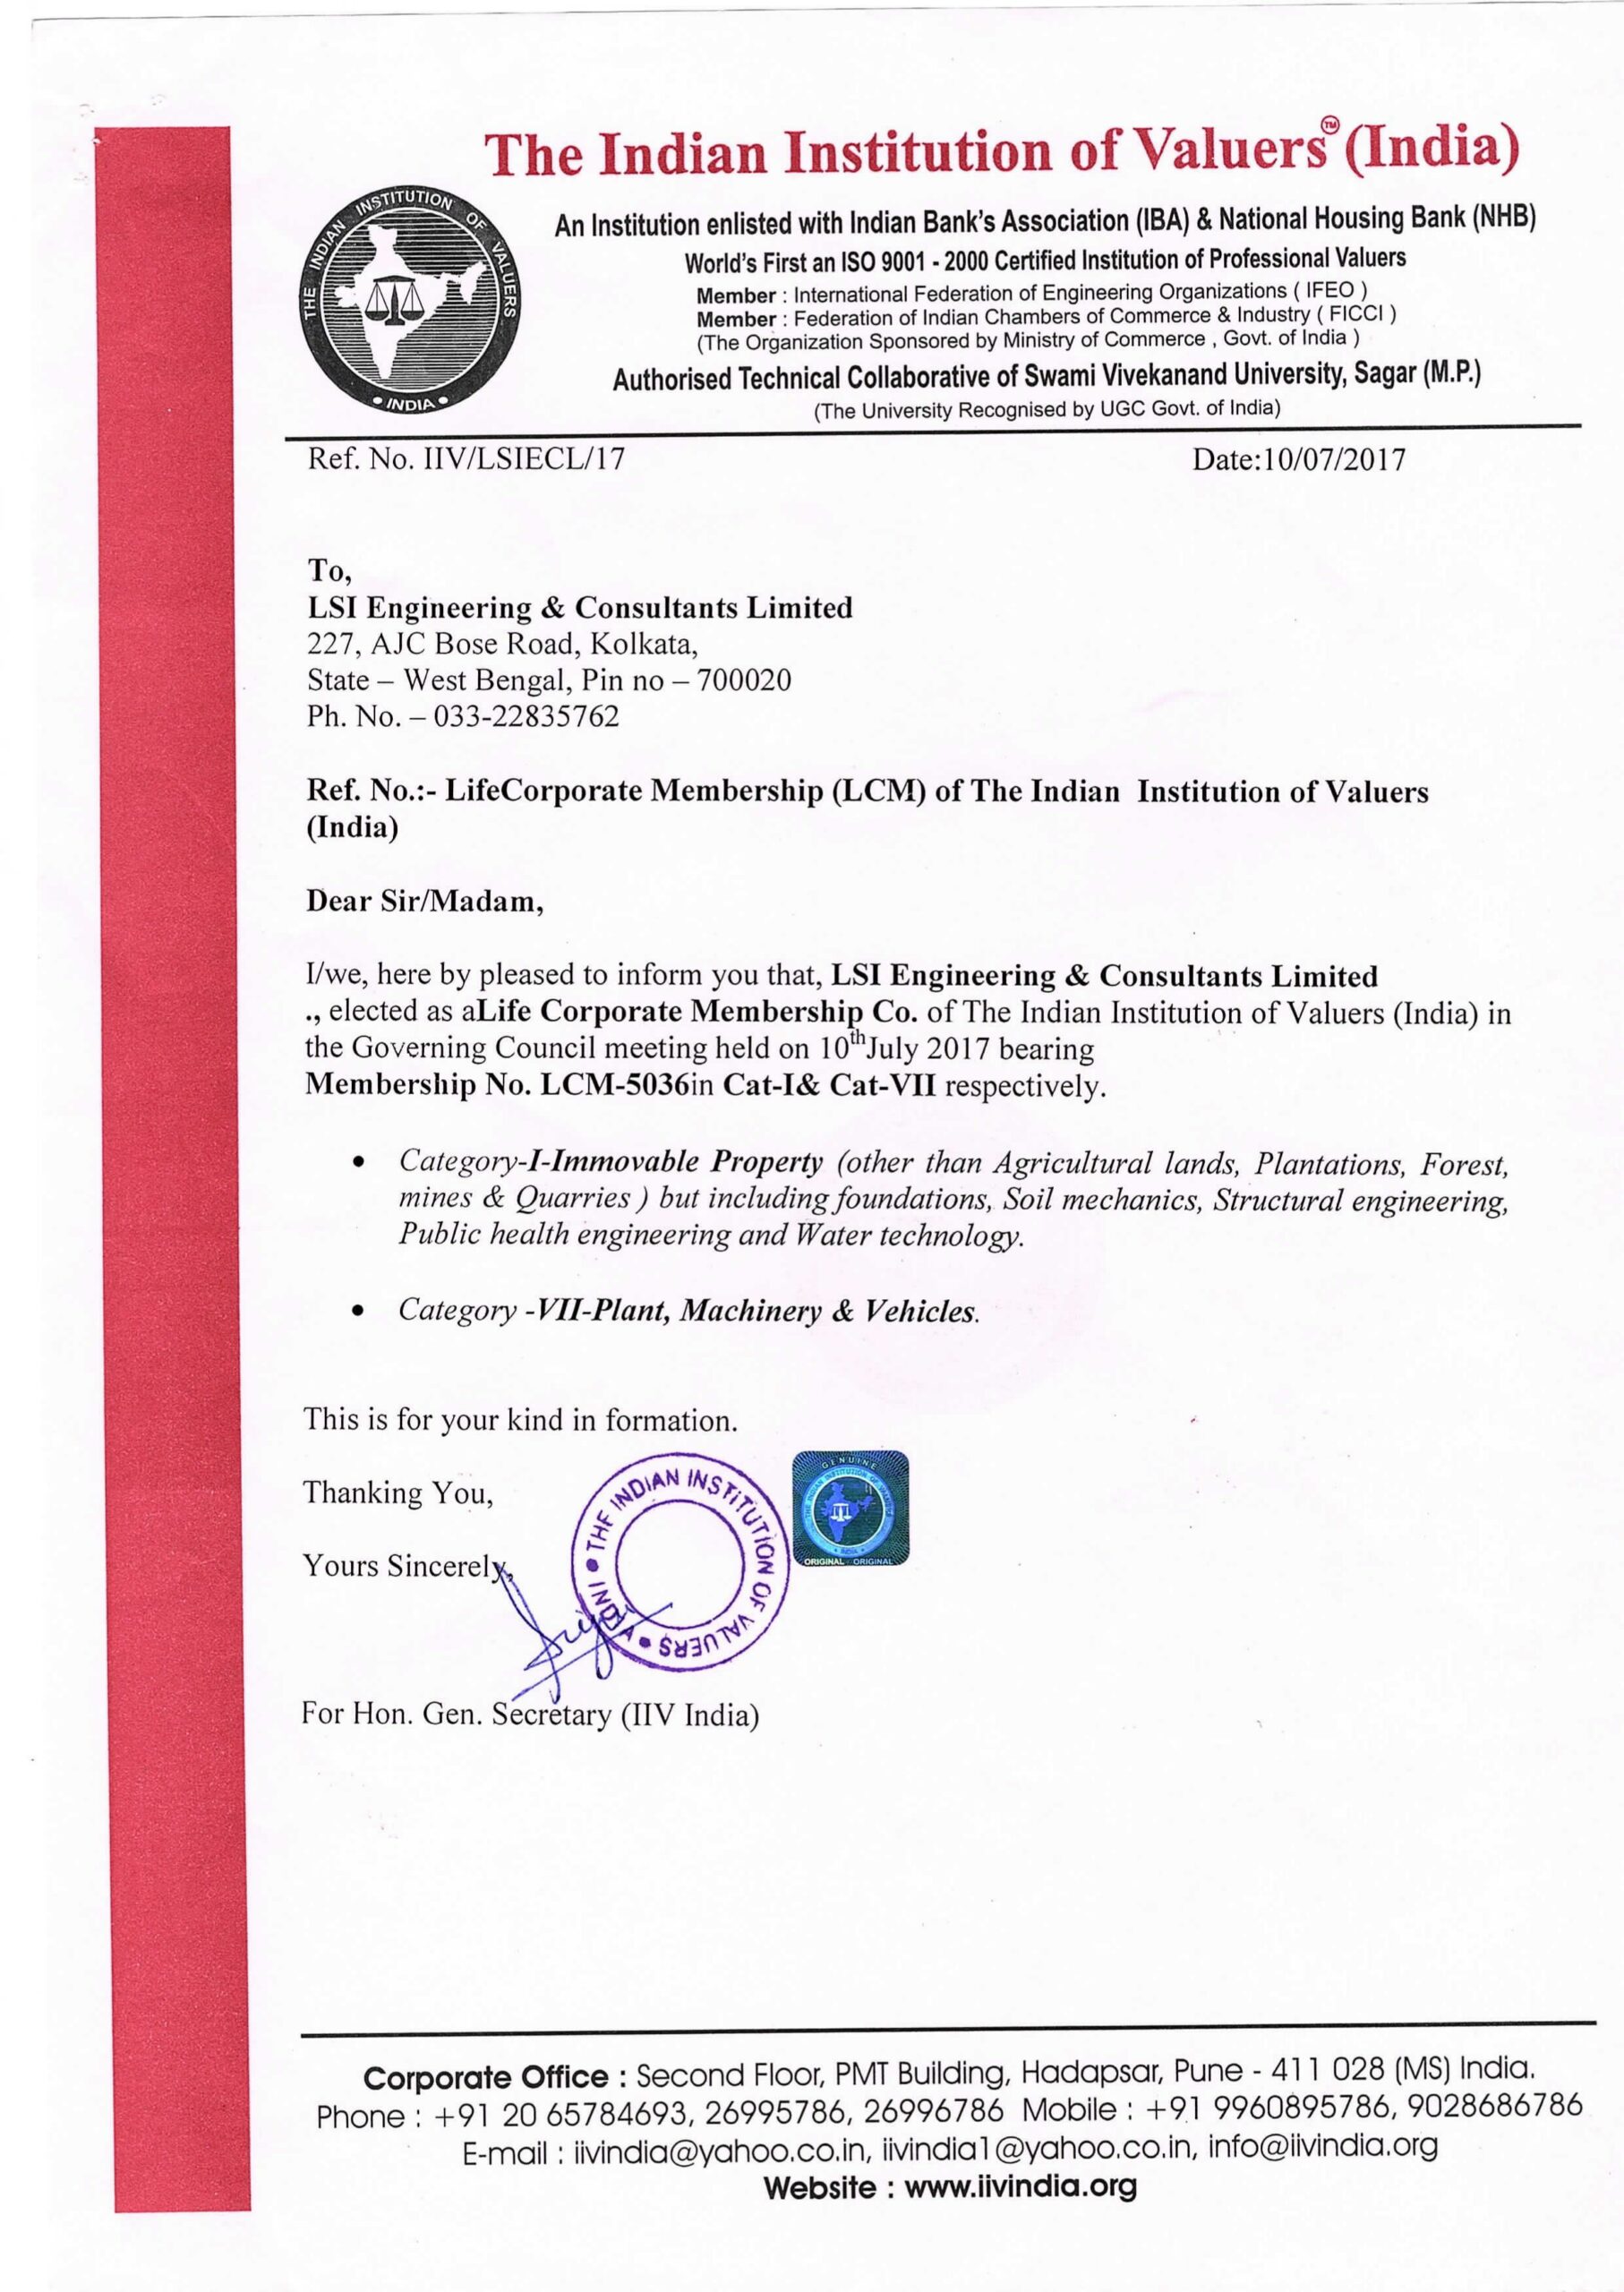 The Indian Institution of Valuers™ (India)
THE INDIAN INSTITUTION OF VALUERS
• INDIA •
An Institution enlisted with Indian Bank's Association (IBA) & National Housing Bank (NHB)
World's First an ISO 9001 - 2000 Certified Institution of Professional Valuers
Member : International Federation of Engineering Organizations ( IFEO )
Member : Federation of Indian Chambers of Commerce & Industry ( FICCI )
(The Organization Sponsored by Ministry of Commerce , Govt. of India )
Authorised Technical Collaborative of Swami Vivekanand University, Sagar (M.P.)
(The University Recognised by UGC Govt. of India)
Ref. No. IIV/LSIECL/17 Date:10/07/2017
To,
LSI Engineering & Consultants Limited
227, AJC Bose Road, Kolkata,
State – West Bengal, Pin no – 700020
Ph. No. – 033-22835762
Ref. No.:- LifeCorporate Membership (LCM) of The Indian Institution of Valuers
(India)
Dear Sir/Madam,
I/we, here by pleased to inform you that, LSI Engineering & Consultants Limited
., elected as aLife Corporate Membership Co. of The Indian Institution of Valuers (India) in
the Governing Council meeting held on 10thJuly 2017 bearing
Membership No. LCM-5036in Cat-I& Cat-VII respectively.
• Category-I-Immovable Property (other than Agricultural lands, Plantations, Forest,
mines & Quarries ) but including foundations, Soil mechanics, Structural engineering,
Public health engineering and Water technology.
• Category -VII-Plant, Machinery & Vehicles.
This is for your kind in formation.
Thanking You,
Yours Sincerely,
• THE INDIAN INSTITUTION OF VALUERS • INDIA
GENUINE
THE INDIAN INSTITUTION OF VALUERS
• INDIA •
ORIGINAL ORIGINAL
For Hon. Gen. Secretary (IIV India)
Corporate Office : Second Floor, PMT Building, Hadapsar, Pune - 411 028 (MS) India.
Phone : +91 20 65784693, 26995786, 26996786 Mobile : +91 9960895786, 9028686786
E-mail : iivindia@yahoo.co.in, iivindia1@yahoo.co.in, info@iivindia.org
Website : www.iivindia.org